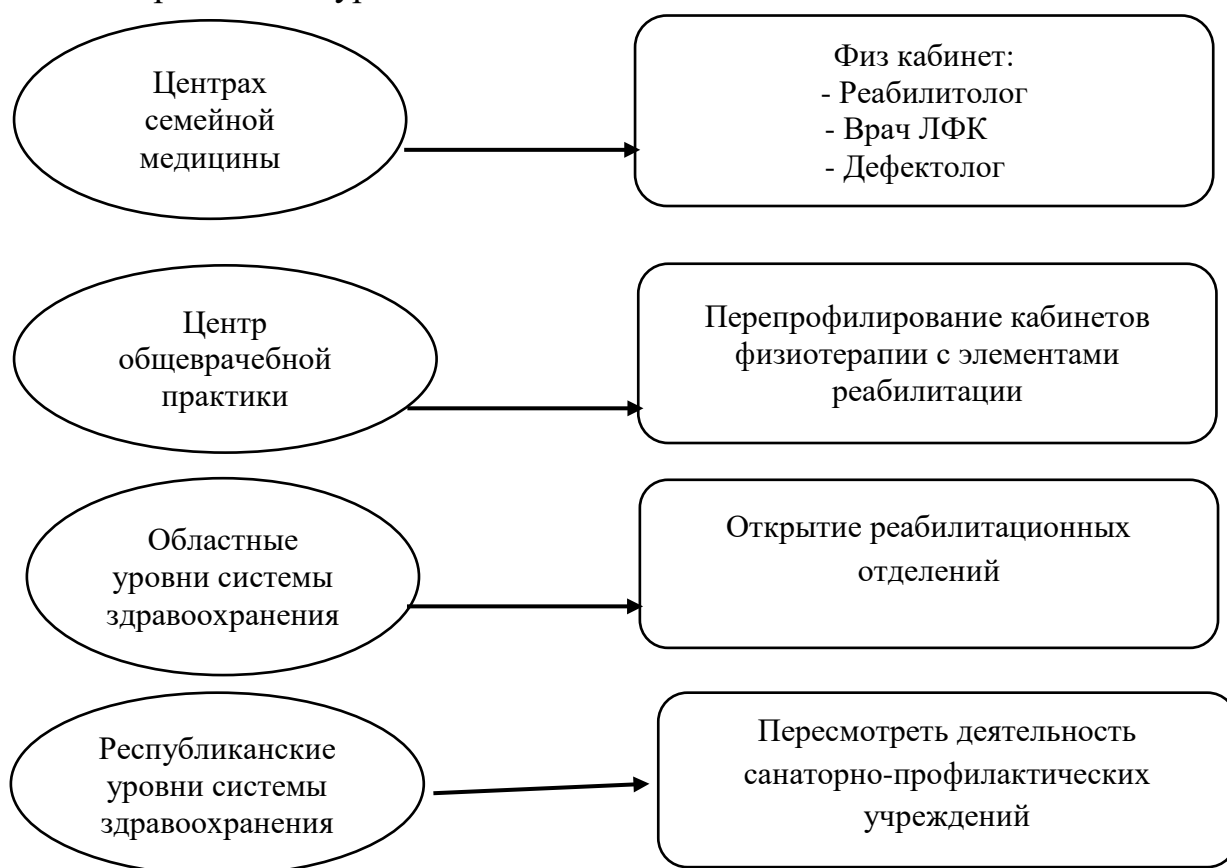 Центрах
семейной
медицины
Физ кабинет:
- Реабилитолог
- Врач ЛФК
- Дефектолог
Центр
общеврачебной
практики
Перепрофилирование кабинетов
физиотерапии с элементами
реабилитации
Областные
уровни системы
здравоохранения
Открытие реабилитационных
отделений
Республиканские
уровни системы
здравоохранения
Пересмотреть деятельность
санаторно-профилактических
учреждений